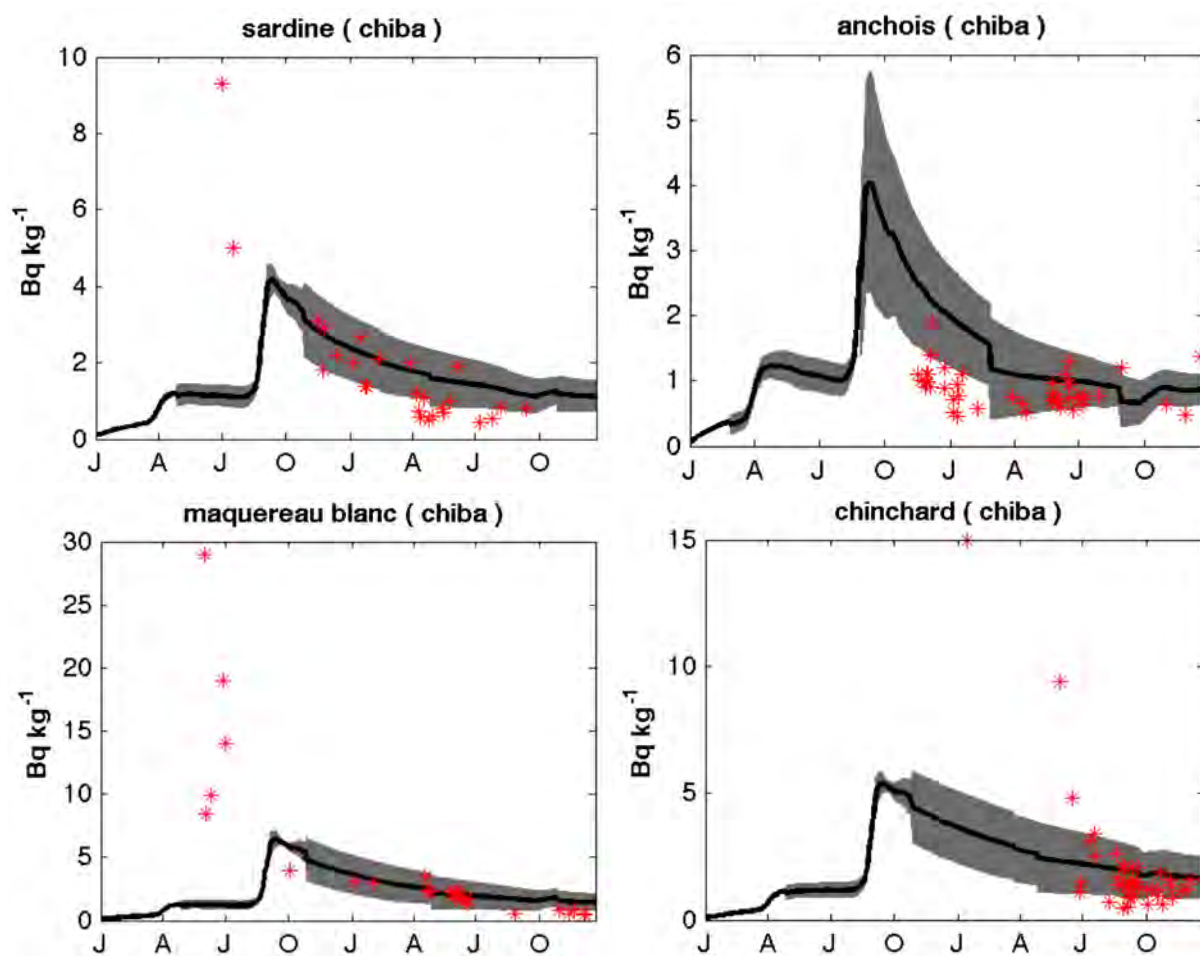 sardine ( chiba )
10
8
6
4
2
0
Bq kg-1
J A J O J A J O
anchois ( chiba )
6
5
4
3
2
1
0
Bq kg-1
J A J O J A J O
maquereau blanc ( chiba )
30
25
20
15
10
5
0
Bq kg-1
J A J O J A J O
chinchard ( chiba )
15
10
5
0
Bq kg-1
J A J O J A J O